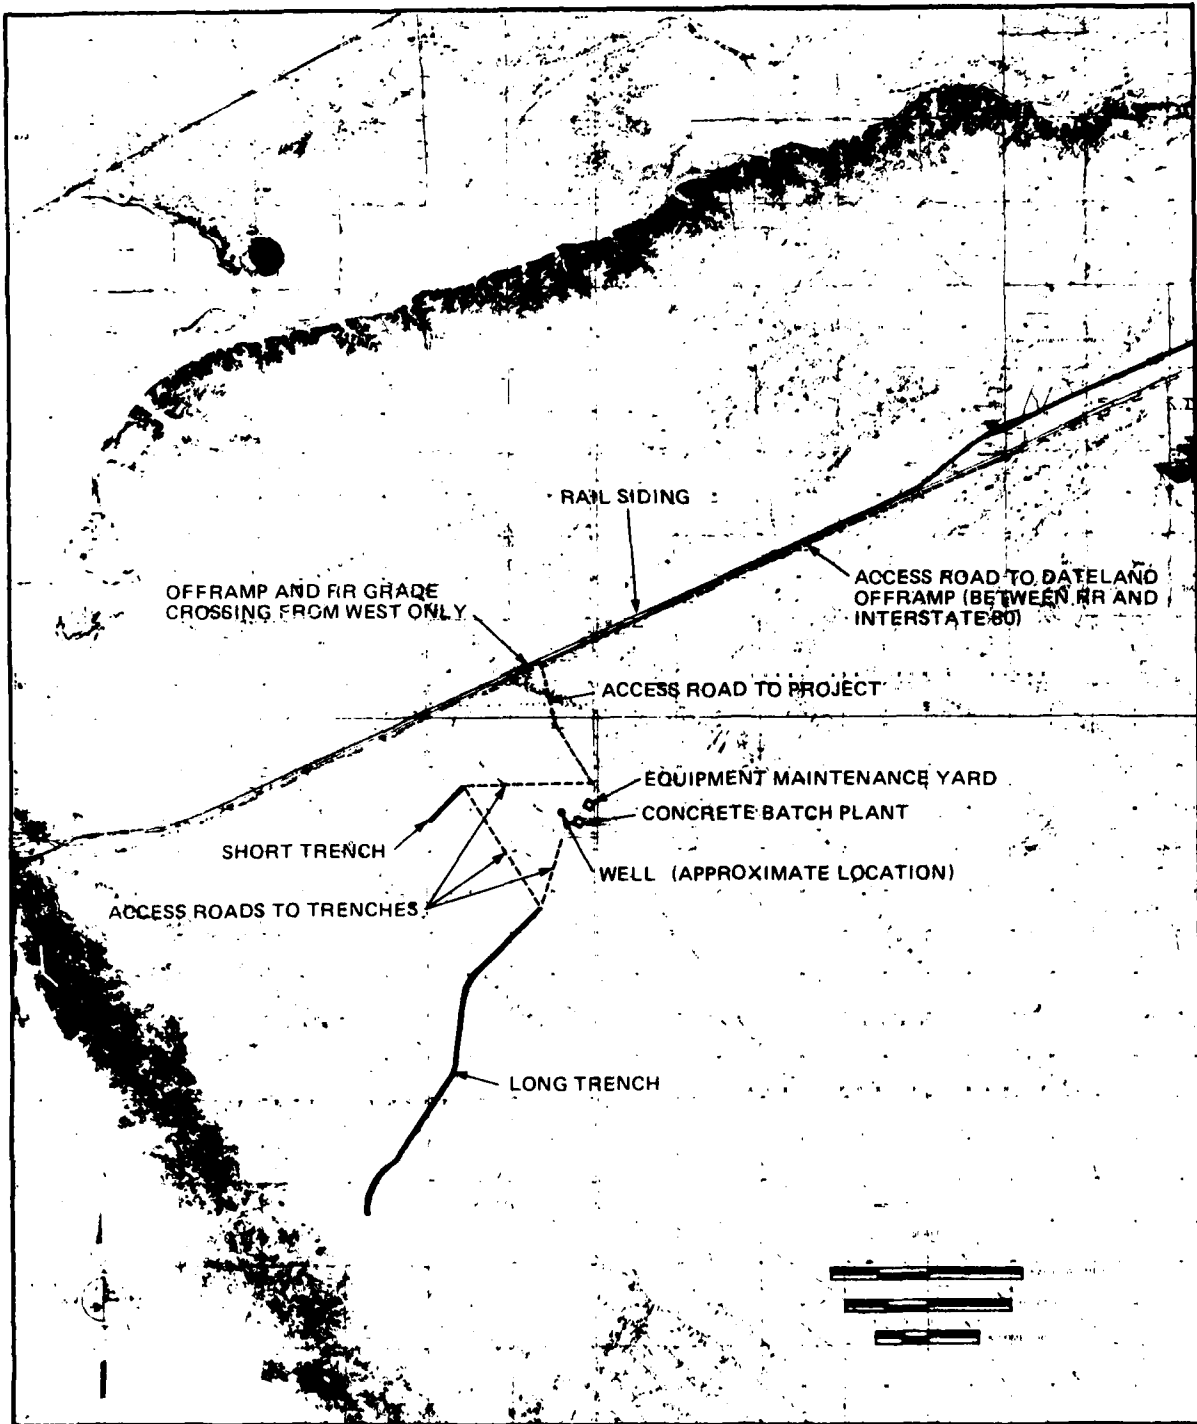 RAIL SIDING
OFFRAMP AND RR GRADE
CROSSING FROM WEST ONLY
ACCESS ROAD TO DATELAND
OFFRAMP (BETWEEN RR AND
INTERSTATE 80)
ACCESS ROAD TO PROJECT
EQUIPMENT MAINTENANCE YARD
CONCRETE BATCH PLANT
SHORT TRENCH
WELL (APPROXIMATE LOCATION)
ACCESS ROADS TO TRENCHES
LONG TRENCH